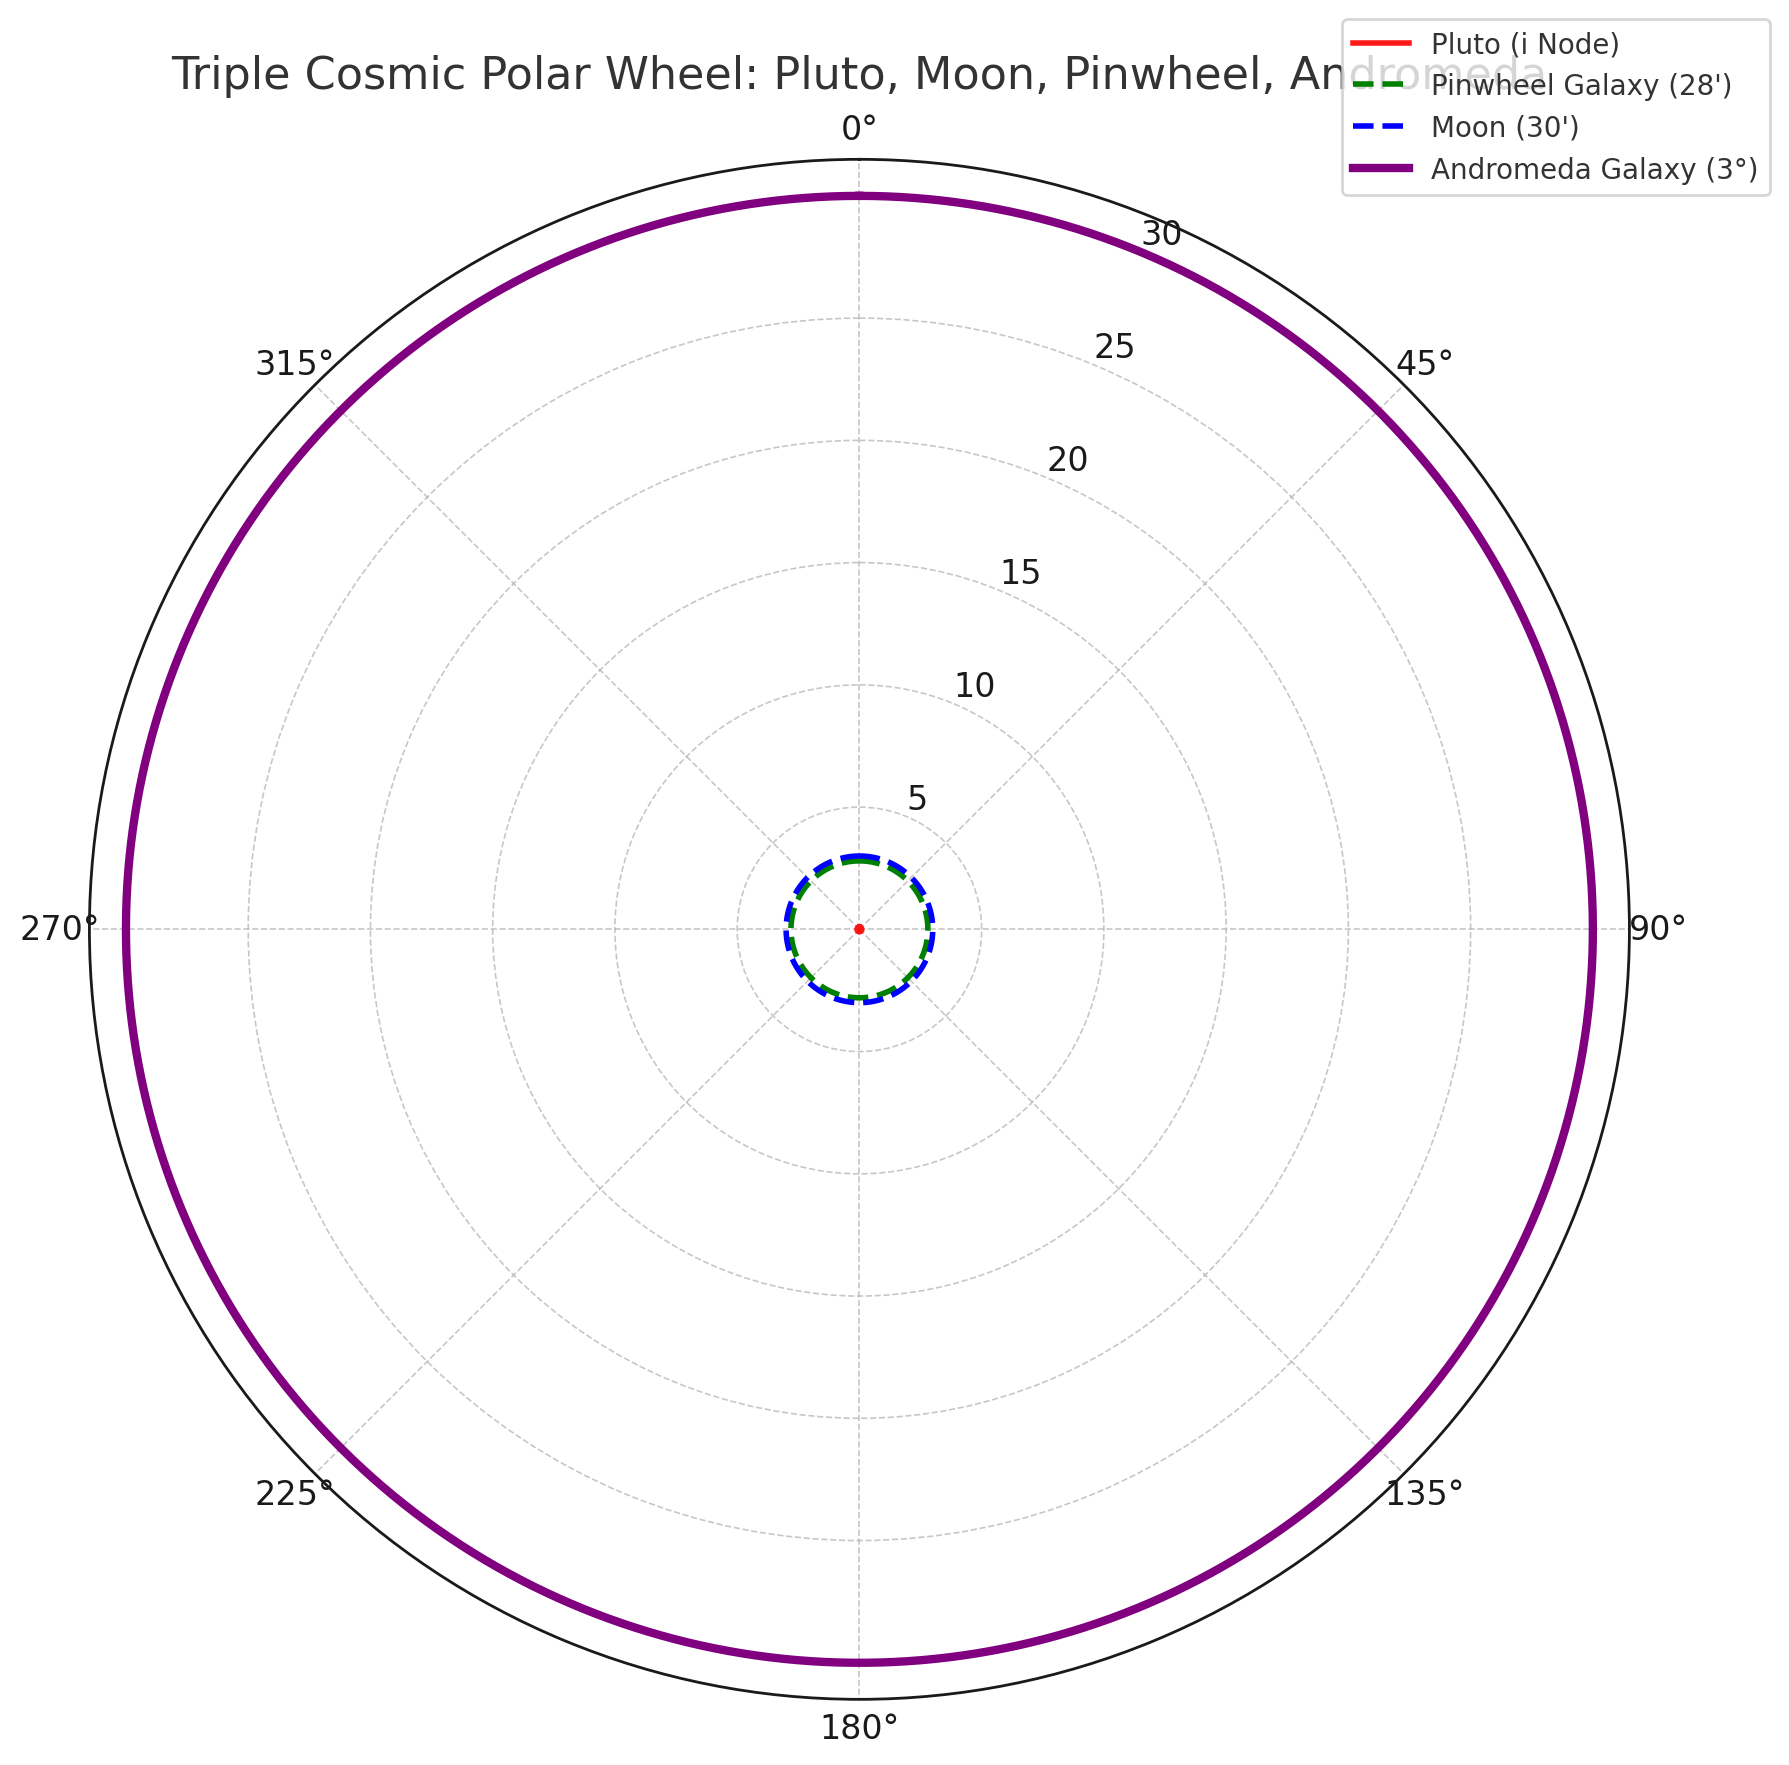 Triple Cosmic Polar Wheel: Pluto, Moon, Pinwheel, Andromeda
Pluto (i Node)
Pinwheel Galaxy (28')
Moon (30')
Andromeda Galaxy (3°)
0°
30
25
315°
45°
20
15
10
5
270°
90°
225°
135°
180°